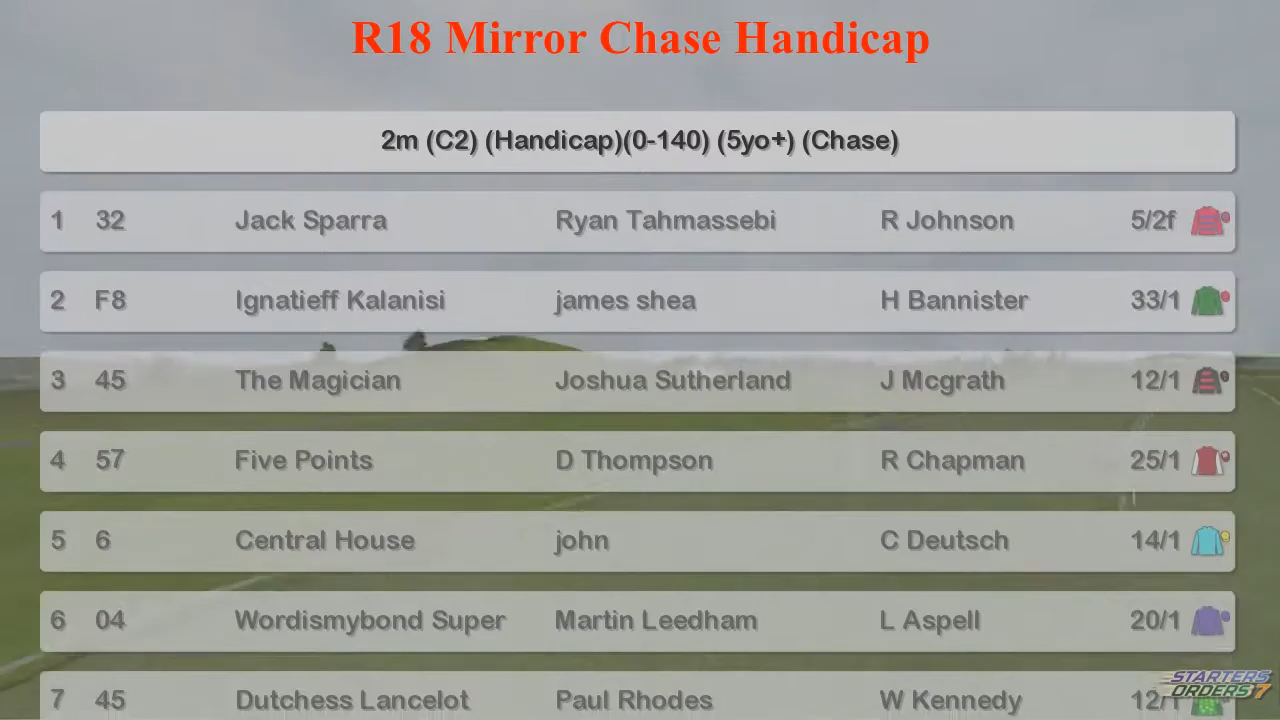 R18 Mirror Chase Handicap
2m (C2) (Handicap)(0-140) (5yo+) (Chase)
1 32 Jack Sparra Ryan Tahmassebi R Johnson 5/2f
2 F8 Ignatieff Kalanisi james shea H Bannister 33/1
3 45 The Magician Joshua Sutherland J Mcgrath 12/1
4 57 Five Points D Thompson R Chapman 25/1
5 6 Central House john C Deutsch 14/1
6 04 Wordismybond Super Martin Leedham L Aspell 20/1
7 45 Dutchess Lancelot Paul Rhodes W Kennedy 12/1
STARTERS
ORDERS 7